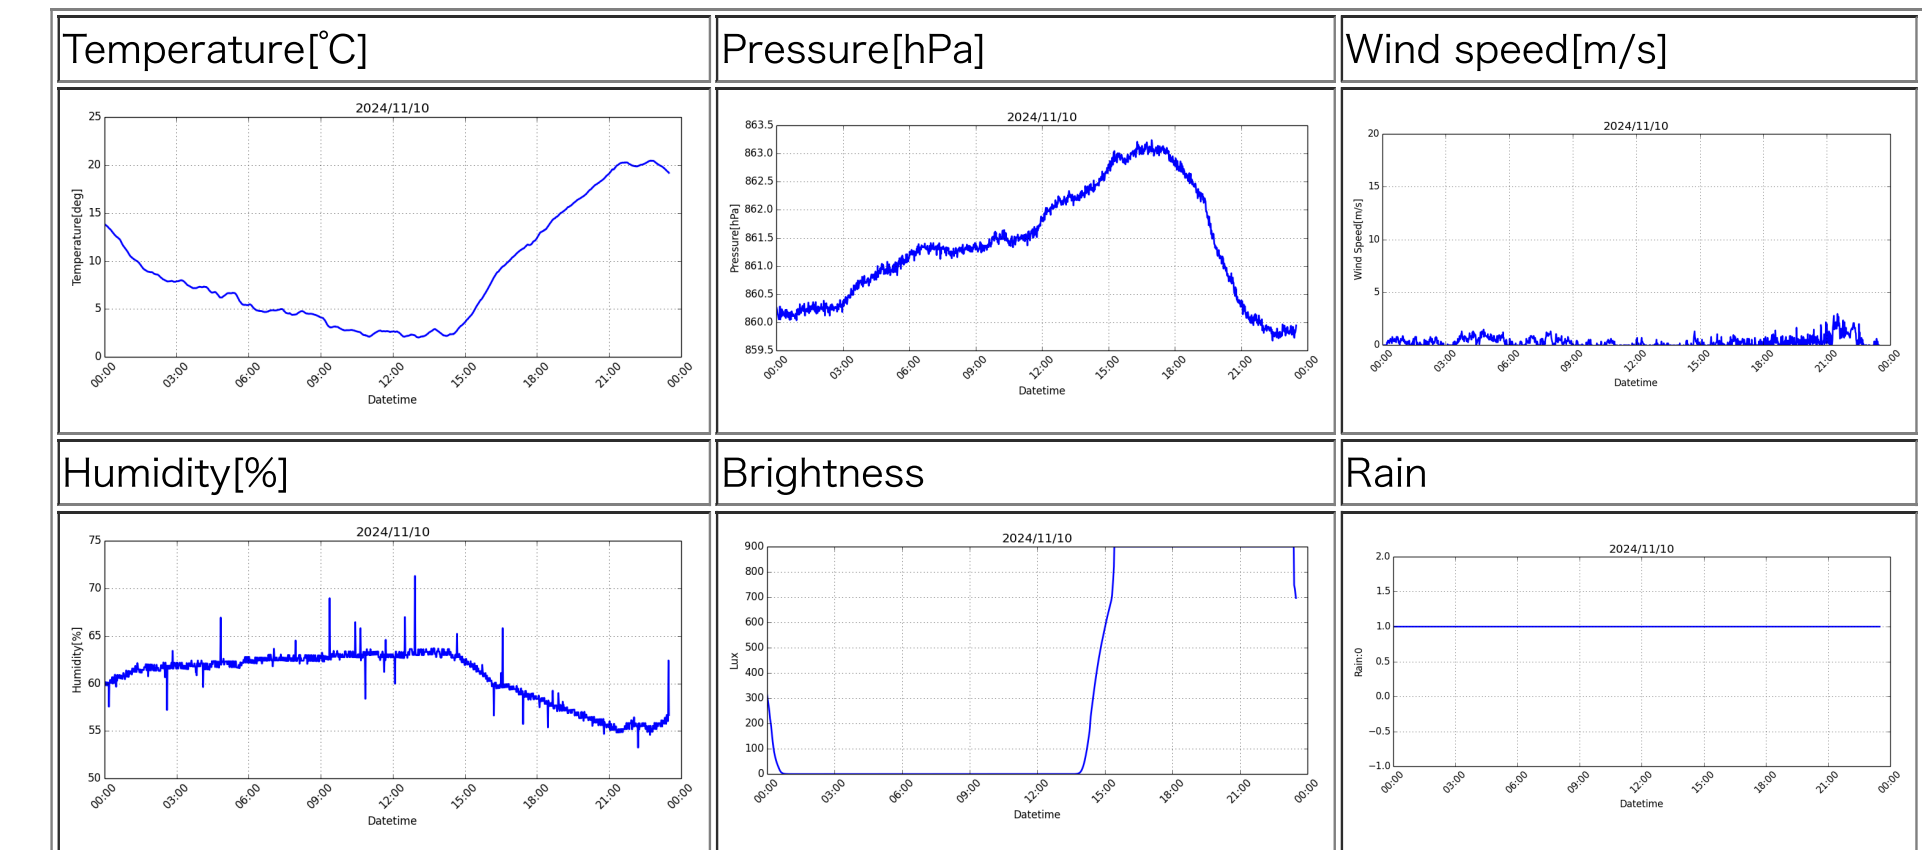 Temperature[°C]
Pressure[hPa]
Wind speed[m/s]
2024/11/10
25
20
15
10
5
0
Temperature[deg]
00:00 03:00 06:00 09:00 12:00 15:00 18:00 21:00 00:00
Datetime
2024/11/10
863.5
863.0
862.5
862.0
861.5
861.0
860.5
860.0
859.5
Pressure[hPa]
00:00 03:00 06:00 09:00 12:00 15:00 18:00 21:00 00:00
Datetime
2024/11/10
20
15
10
5
0
Wind Speed[m/s]
00:00 03:00 06:00 09:00 12:00 15:00 18:00 21:00 00:00
Datetime
Humidity[%]
Brightness
Rain
2024/11/10
75
70
65
60
55
50
Humidity[%]
00:00 03:00 06:00 09:00 12:00 15:00 18:00 21:00 00:00
Datetime
2024/11/10
900
800
700
600
500
400
300
200
100
0
Lux
00:00 03:00 06:00 09:00 12:00 15:00 18:00 21:00 00:00
Datetime
2024/11/10
2.0
1.5
1.0
0.5
0.0
−0.5
−1.0
Rain:0
00:00 03:00 06:00 09:00 12:00 15:00 18:00 21:00 00:00
Datetime